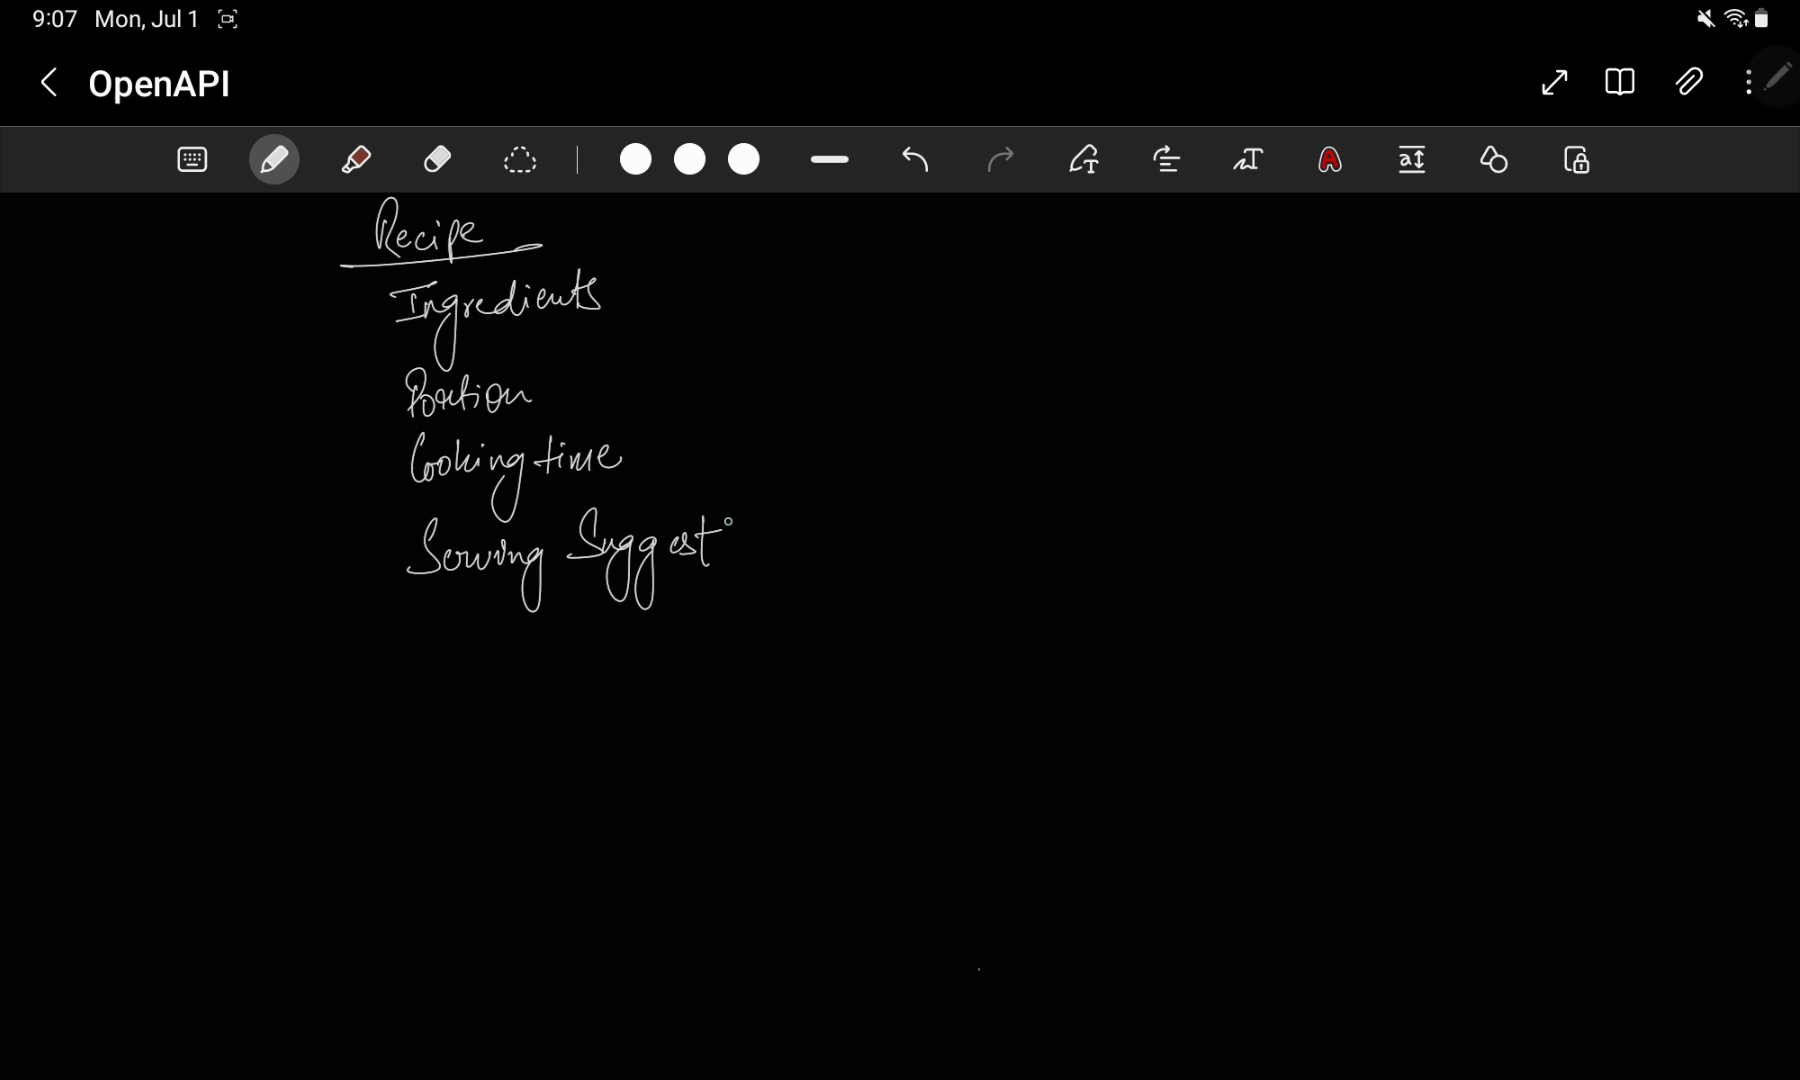 9:07 Mon, Jul 1
OpenAPI
Recipe
Ingredients
Portion
Cooking time
Serving Suggest